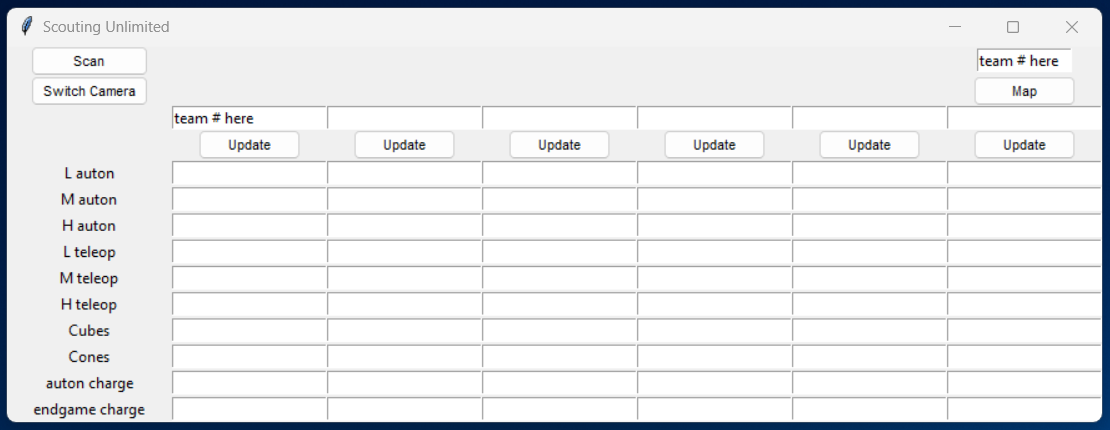 Scouting Unlimited
Scan
team # here
Switch Camera
Map
team # here
Update Update Update Update Update Update
L auton
M auton
H auton
L teleop
M teleop
H teleop
Cubes
Cones
auton charge
endgame charge